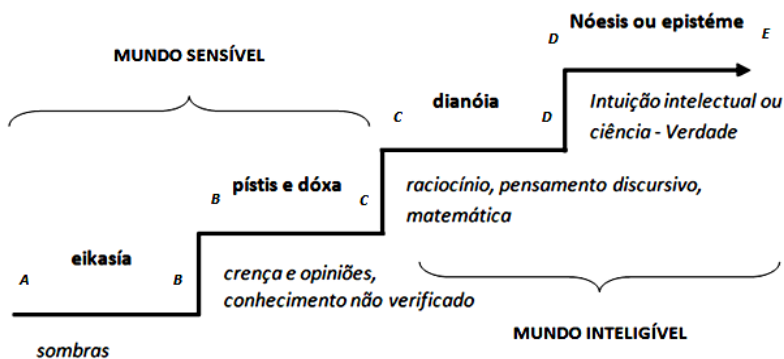 D Nóesis ou epistéme E
MUNDO SENSÍVEL
C dianóia D
Intuição intelectual ou
ciência - Verdade
B pístis e dóxa C
raciocínio, pensamento discursivo,
matemática
A eikasía B
crença e opiniões,
conhecimento não verificado
MUNDO INTELIGÍVEL
sombras